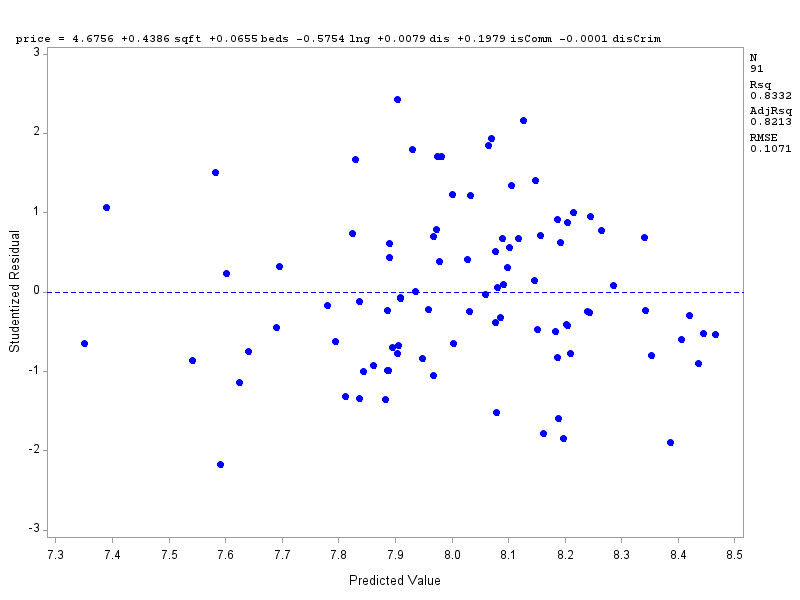 price = 4.6756 +0.4386 sqft +0.0655 beds -0.5754 lng +0.0079 dis +0.1979 isComm -0.0001 disCrim
N
91
Rsq
0.8332
AdjRsq
0.8213
RMSE
0.1071
3
2
1
0
-1
-2
-3
Studentized Residual
7.3 7.4 7.5 7.6 7.7 7.8 7.9 8.0 8.1 8.2 8.3 8.4 8.5
Predicted Value